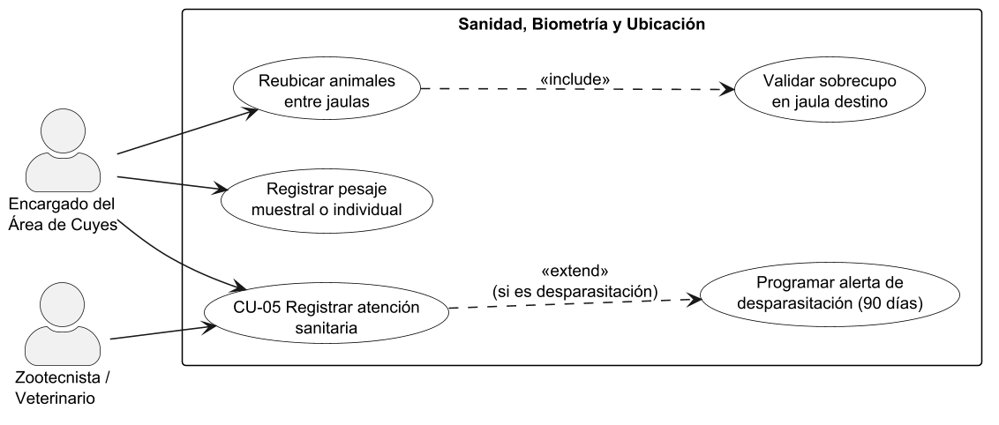 Sanidad, Biometría y Ubicación
Reubicar animales
entre jaulas
«include»
Validar sobrecupo
en jaula destino
Encargado del
Área de Cuyes
Registrar pesaje
muestral o individual
CU-05 Registrar atención
sanitaria
«extend»
(si es desparasitación)
Programar alerta de
desparasitación (90 días)
Zootecnista /
Veterinario